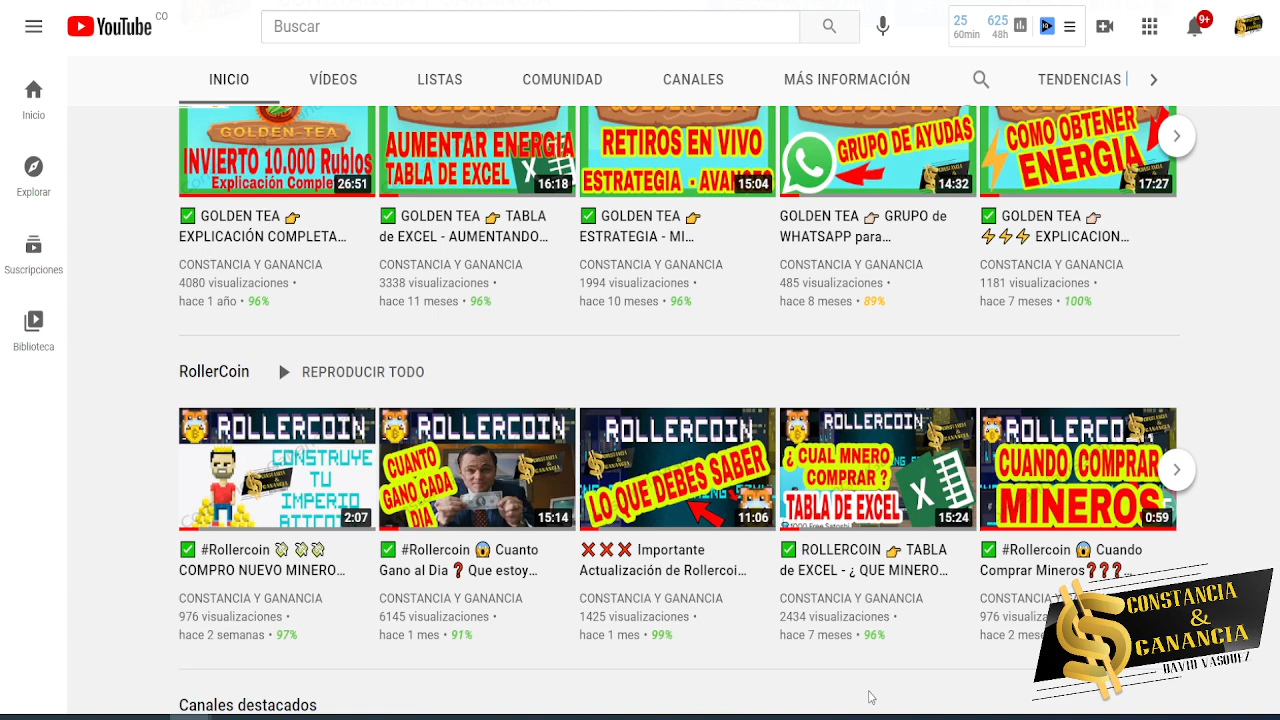 YouTube CO
Buscar
25 625
60min 48h
9+
INICIO VÍDEOS LISTAS COMUNIDAD CANALES MÁS INFORMACIÓN TENDENCIAS
Inicio
Explorar
Suscripciones
Biblioteca
GOLDEN-TEA
INVIERTO 10.000 Rublos
Explicación Comple
26:51
AUMENTAR ENERGIA
TABLA DE EXCEL
16:18
RETIROS EN VIVO
ESTRATEGIA - AVAN
15:04
GRUPO DE AYUDAS
14:32
COMO OBTENER
ENERGIA
17:27
✅ GOLDEN TEA 👉
EXPLICACIÓN COMPLETA...
CONSTANCIA Y GANANCIA
4080 visualizaciones •
hace 1 año • 96%
✅ GOLDEN TEA 👉 TABLA
de EXCEL - AUMENTANDO...
CONSTANCIA Y GANANCIA
3338 visualizaciones •
hace 11 meses • 96%
✅ GOLDEN TEA 👉
ESTRATEGIA - MI...
CONSTANCIA Y GANANCIA
1994 visualizaciones •
hace 10 meses • 96%
GOLDEN TEA 👉🏻 GRUPO de
WHATSAPP para...
CONSTANCIA Y GANANCIA
485 visualizaciones •
hace 8 meses • 89%
✅ GOLDEN TEA 👉🏻
⚡⚡⚡ EXPLICACION...
CONSTANCIA Y GANANCIA
1181 visualizaciones •
hace 7 meses • 100%
RollerCoin REPRODUCIR TODO
ROLLERCOIN
CONSTRUYE
TU
IMPERIO
BITCOI
2:07
ROLLERCOIN
CUANTO
GANO CADA
DIA
15:14
ROLLERCOIN
LO QUE DEBES SABER
11:06
ROLLERCOIN
¿ CUAL MNERO
COMPRAR ?
TABLA DE EXCEL
15:24
ROLLERCO
CUANDO COMPRAR
MINEROS
0:59
✅ #Rollercoin 💸 💸💸
COMPRO NUEVO MINERO...
CONSTANCIA Y GANANCIA
976 visualizaciones •
hace 2 semanas • 97%
✅ #Rollercoin 😱 Cuanto
Gano al Dia ❓ Que estoy...
CONSTANCIA Y GANANCIA
6145 visualizaciones •
hace 1 mes • 91%
❌❌❌ Importante
Actualización de Rollercoi...
CONSTANCIA Y GANANCIA
1425 visualizaciones •
hace 1 mes • 99%
✅ ROLLERCOIN 👉 TABLA
de EXCEL - ¿ QUE MINERO...
CONSTANCIA Y GANANCIA
2434 visualizaciones •
hace 7 meses • 96%
✅ #Rollercoin 😱 Cuando
Comprar Mineros❓❓❓...
CONSTANCIA Y
976 visualiza
hace 2 mes
CONSTANCIA
&
GANANCIA
DAVID VASQUEZ
Canales destacados